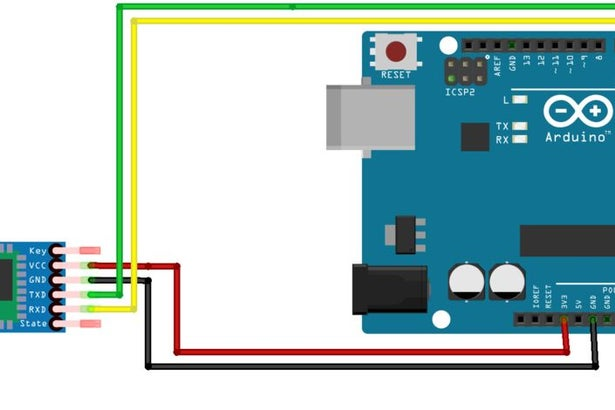 Key
VCC
GND
TXD
RXD
State
RESET
ICSP2
AREF
GND
13
12
~11
~10
~9
8
L
TX
RX
Arduino™
IOREF
RESET
3V3
5V
GND
GND